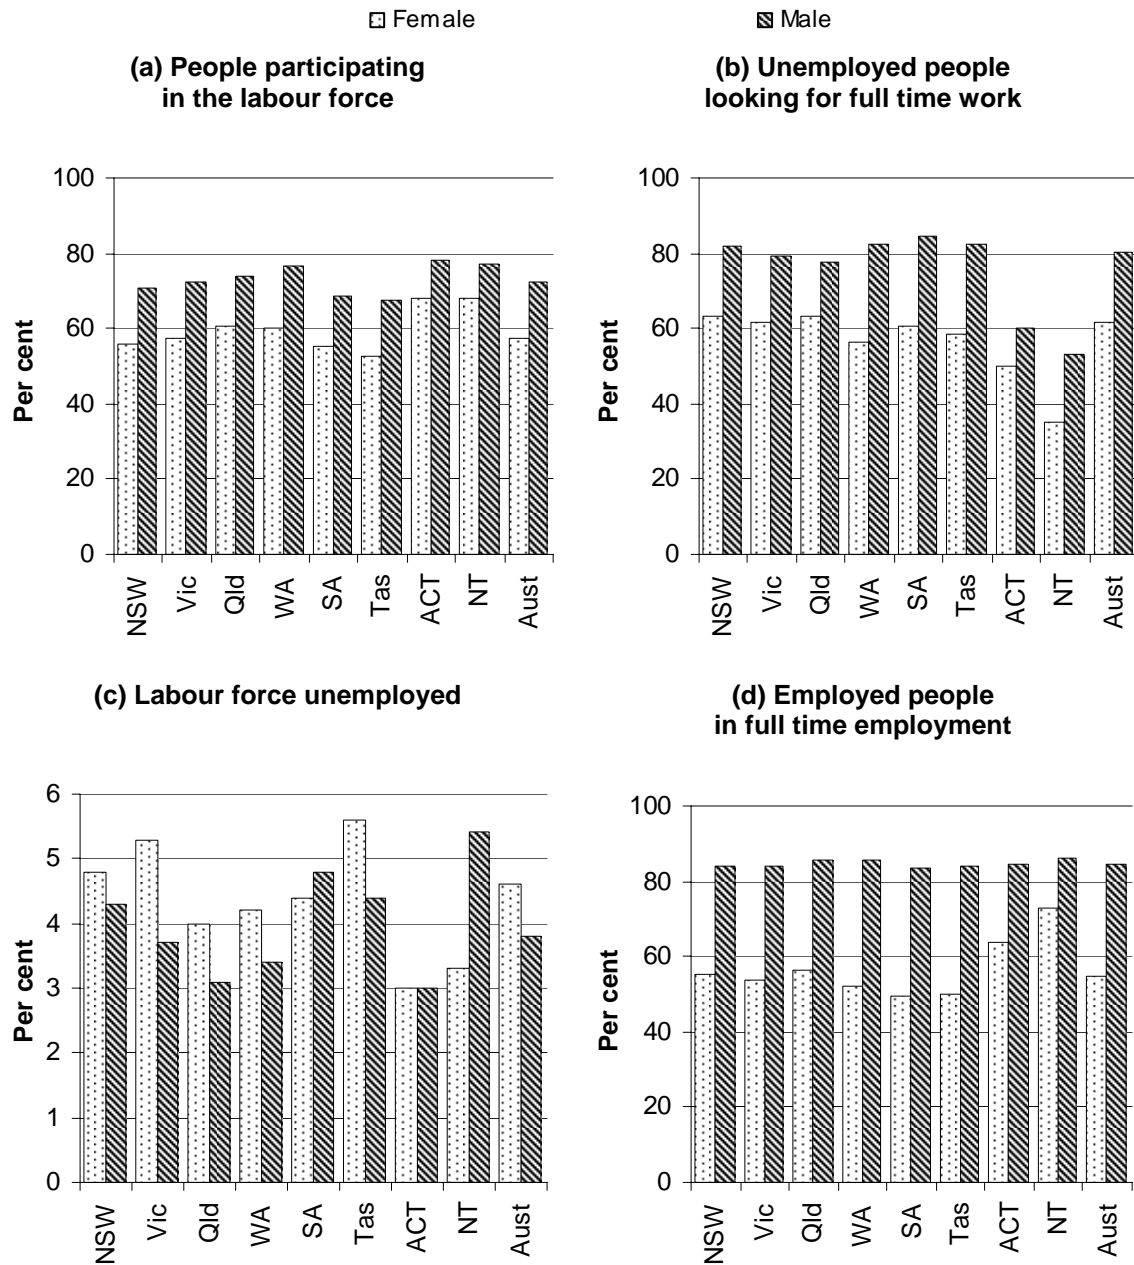 Female
Male
(a) People participating
in the labour force
(b) Unemployed people
looking for full time work
Per cent
100
80
60
40
20
0
NSW
Vic
Qld
WA
SA
Tas
ACT
NT
Aust
Per cent
100
80
60
40
20
0
NSW
Vic
Qld
WA
SA
Tas
ACT
NT
Aust
(c) Labour force unemployed
(d) Employed people
in full time employment
Per cent
6
5
4
3
2
1
0
NSW
Vic
Qld
WA
SA
Tas
ACT
NT
Aust
Per cent
100
80
60
40
20
0
NSW
Vic
Qld
WA
SA
Tas
ACT
NT
Aust